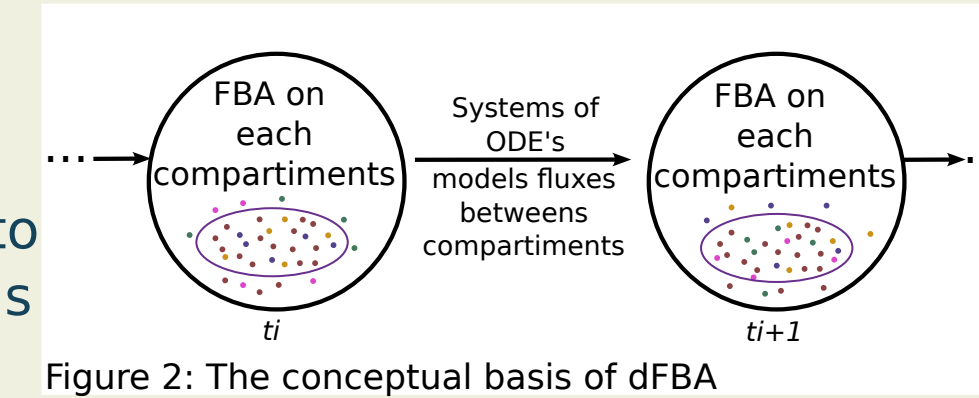 FBA on
each
compartiments
Systems of
ODE's
models fluxes
betweens
compartiments
FBA on
each
compartiments
...
to
s
ti
ti+1
Figure 2: The conceptual basis of dFBA